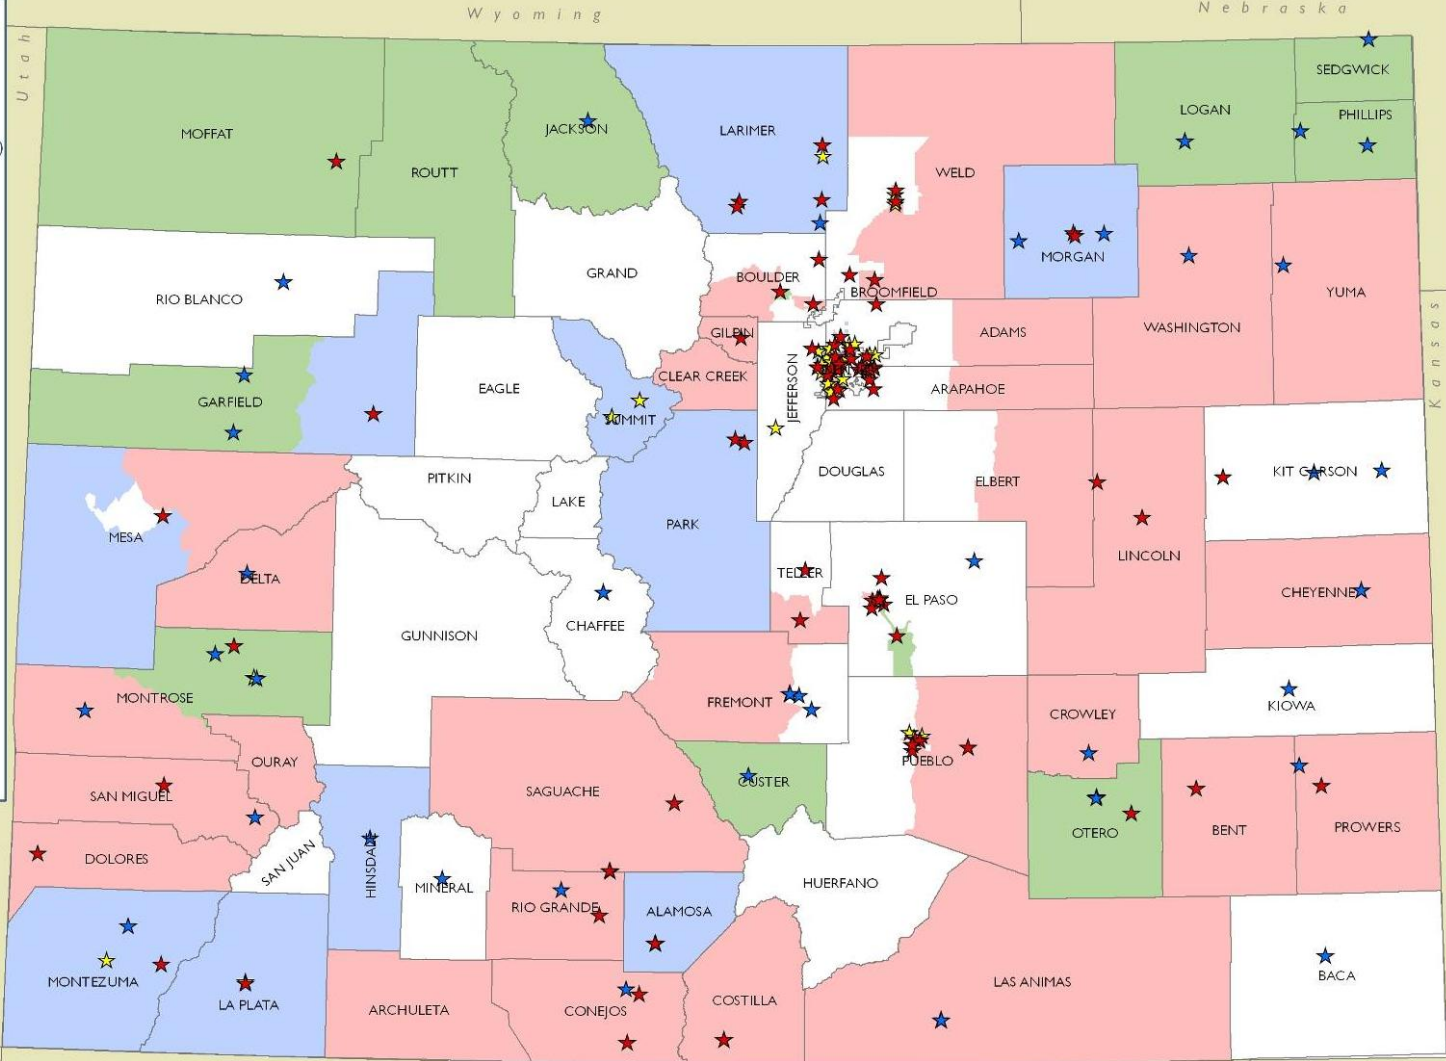 Wyoming
Nebraska
Utah
SEDGWICK
LOGAN
PHILLIPS
JACKSON
LARIMER
MOFFAT
ROUTT
WELD
MORGAN
GRAND
BOULDER
RIO BLANCO
BROOMFIELD
YUMA
WASHINGTON
Kansas
GILPIN
ADAMS
CLEAR CREEK
EAGLE
JEFFERSON
ARAPAHOE
GARFIELD
SUMMIT
PITKIN
DOUGLAS
KIT CARSON
ELBERT
LAKE
PARK
MESA
LINCOLN
DELTA
TELLER
CHEYENNE
EL PASO
CHAFFEE
GUNNISON
MONTROSE
FREMONT
KIOWA
CROWLEY
OURAY
PUEBLO
CUSTER
SAGUACHE
SAN MIGUEL
PROWERS
BENT
OTERO
DOLORES
SAN JUAN
HINSDALE
MINERAL
HUERFANO
RIO GRANDE
ALAMOSA
MONTEZUMA
BACA
LAS ANIMAS
COSTILLA
LA PLATA
ARCHULETA
CONEJOS